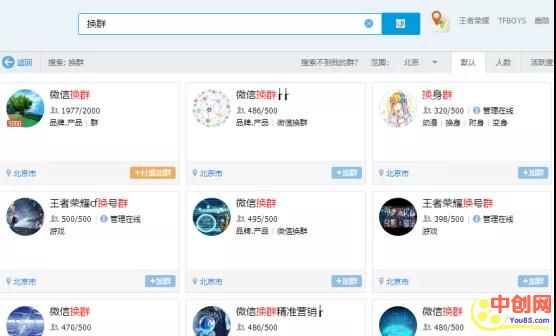 换群
王者荣耀 TFBOYS 鹿晗
返回 搜索: 换群 搜索不到我的群? 范围: 北京 默认 人数 活跃度
微信换群
1977/2000
品牌.产品 | 群
北京市 +付费加群
微信换群
486/500
品牌.产品 | 微信换群
北京市 +加群
换身群
320/500 | 管理在线
动漫 | 换身 | 附身 | 变身
北京市 +加群
王者荣耀cf换号群
500/500 | 管理在线
游戏
北京市 +加群
微信换群
495/500
品牌.产品 | 微信换群
北京市 +加群
王者荣耀换号群
398/500 | 管理在线
游戏
北京市 +加群
微信换群
470/500
微信换群精准营销
486/500
微信换群
480/500
中创网
You85.com